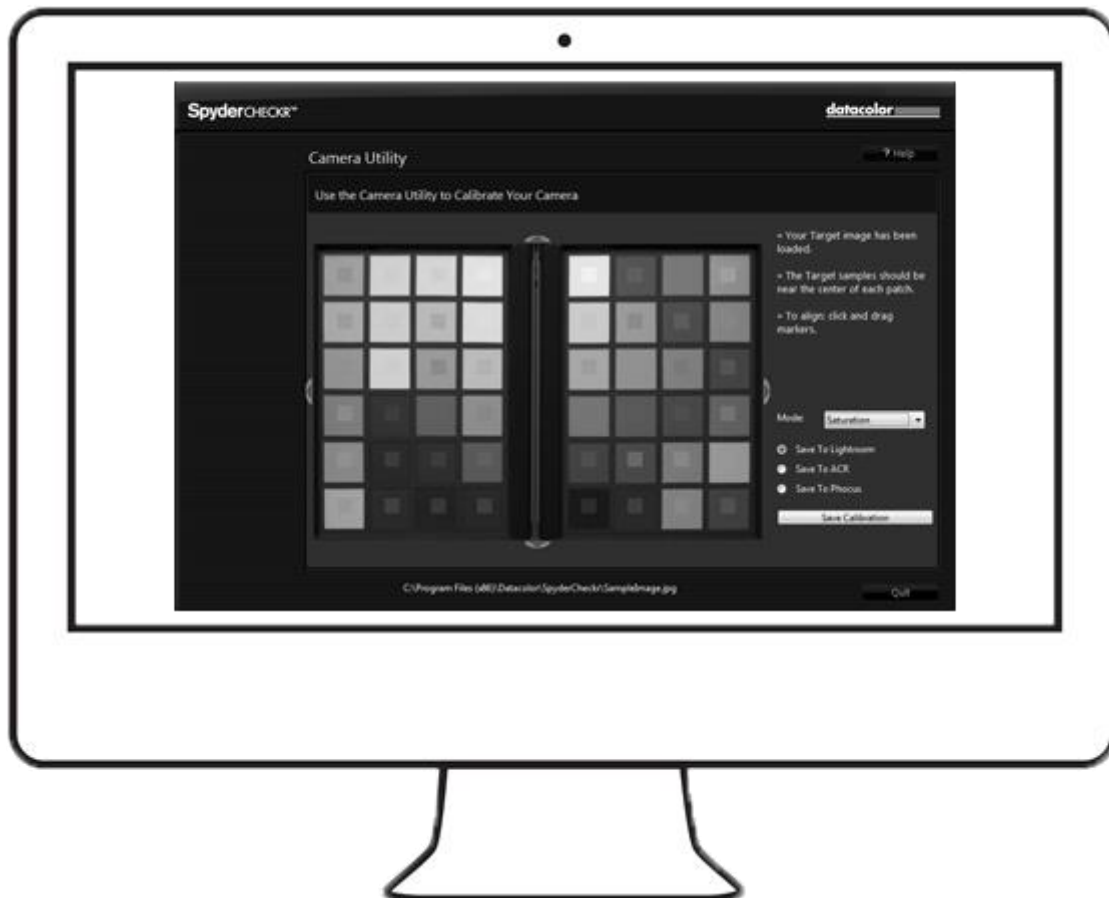 SpyderCHECKR™
datacolor
Camera Utility
? Help
Use the Camera Utility to Calibrate Your Camera
» Your Target image has been
loaded.
» The Target samples should be
near the center of each patch.
» To align: click and drag
markers.
Mode: Saturation
Save To Lightroom
Save To ACR
Save To Phocus
Save Calibration
C:\Program Files (x86)\Datacolor\SpyderCheckr\SampleImage.jpg
Quit